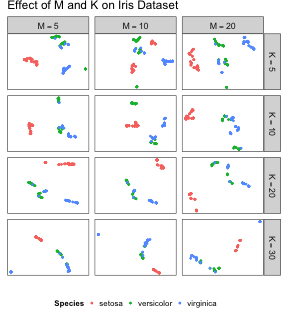 Effect of M and K on Iris Dataset
M = 5
M = 10
M = 20
K = 5
K = 10
K = 20
K = 30
Species setosa versicolor virginica